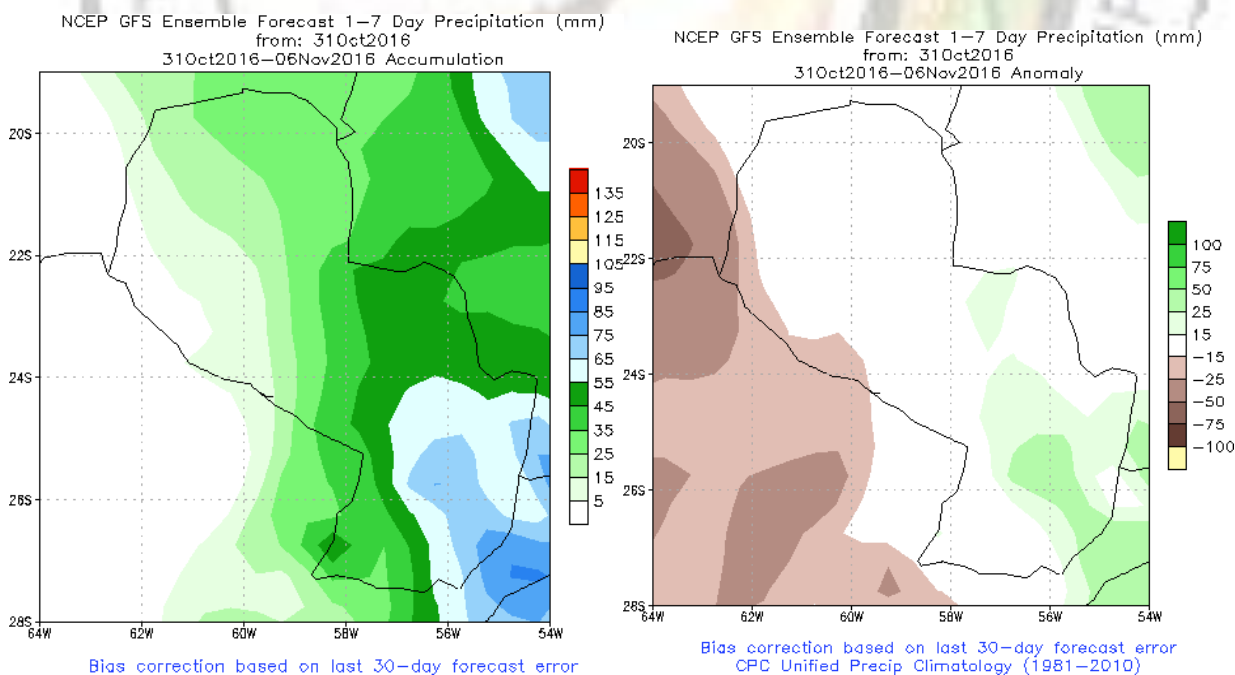 NCEP GFS Ensemble Forecast 1-7 Day Precipitation (mm)
from: 31Oct2016
31Oct2016-06Nov2016 Accumulation
20S
22S
24S
26S
28S
64W
62W
60W
58W
56W
54W
135
125
115
105
95
85
75
65
55
45
35
25
15
5
Bias correction based on last 30-day forecast error
NCEP GFS Ensemble Forecast 1-7 Day Precipitation (mm)
from: 31Oct2016
31Oct2016-06Nov2016 Anomaly
20S
22S
24S
26S
28S
64W
62W
60W
58W
56W
54W
100
75
50
25
15
-15
-25
-50
-75
-100
Bias correction based on last 30-day forecast error
CPC Unified Precip Climatology (1981-2010)